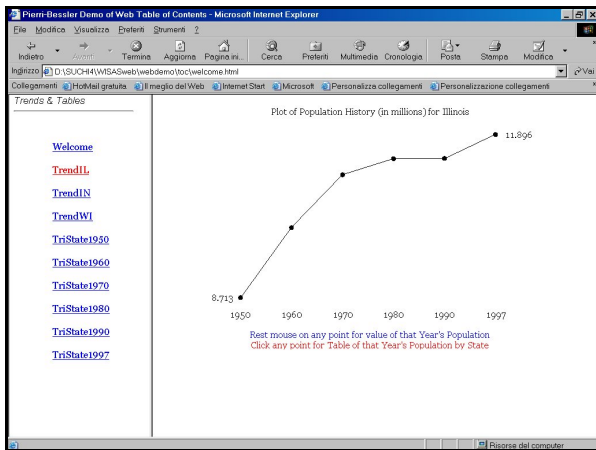 Pierri-Bessler Demo of Web Table of Contents - Microsoft Internet Explorer
File Modifica Visualizza Preferiti Strumenti ?
Indietro Avanti Termina Aggiorna Pagina ini... Cerca Preferiti Multimedia Cronologia Posta Stampa Modifica
Indirizzo D:\SUCHI4\WISASweb\webdemo\toc\welcome.html Vai
Collegamenti HotMail gratuita Il meglio del Web Internet Start Microsoft Personalizza collegamenti Personalizzazione collegamenti
Trends & Tables
Welcome
TrendIL
TrendIN
TrendWI
TriState1950
TriState1960
TriState1970
TriState1980
TriState1990
TriState1997
Plot of Population History (in millions) for Illinois
11.896
8.713
1950 1960 1970 1980 1990 1997
Rest mouse on any point for value of that Year's Population
Click any point for Table of that Year's Population by State
Risorse del computer